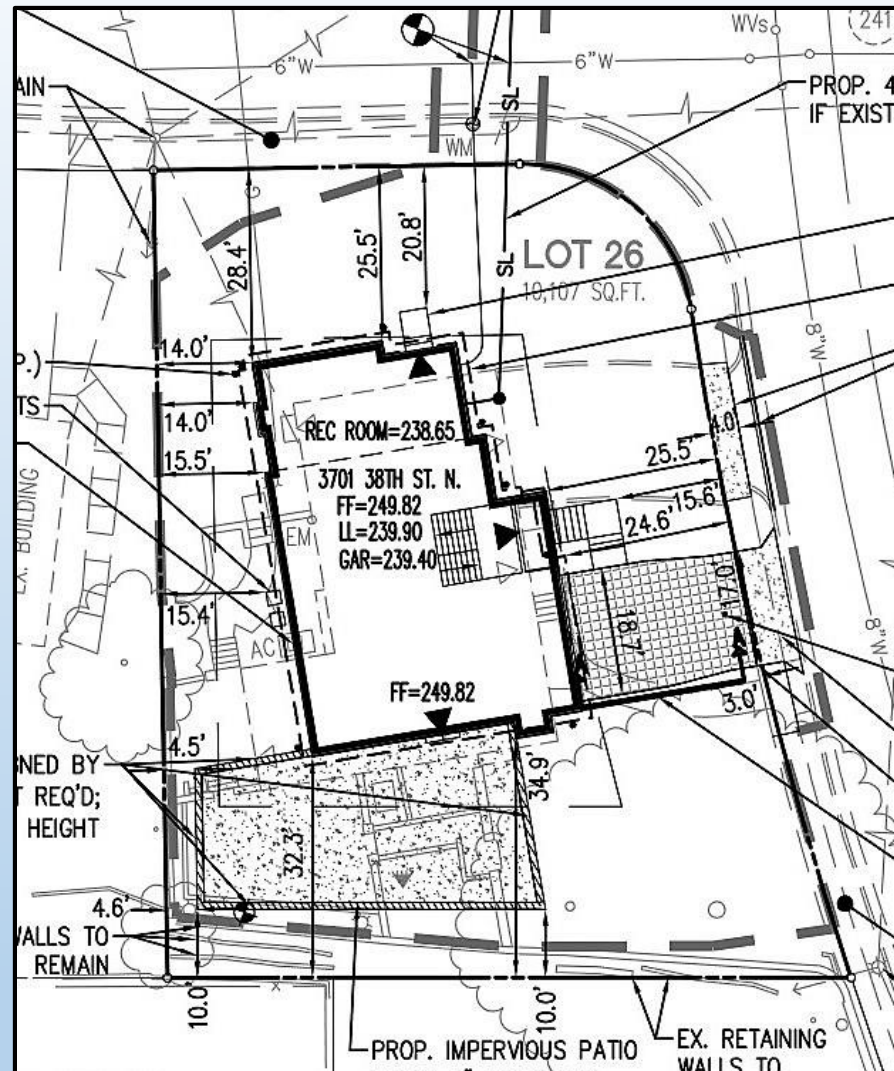 WVs
241
6"W
6"W
AIN
PROP. 4
IF EXIST
SL
WM
G
28.4'
25.5'
20.8'
SL
LOT 26
10,107 SQ.FT.
8"W
14.0'
P.)
TS
14.0'
4.0'
REC ROOM=238.65
15.5'
25.5'
3701 38TH ST. N.
FF=249.82
LL=239.90
GAR=239.40
15.6'
24.6'
EX. BUILDING
EM
15.4'
18.7'
17.0'
8"W
AC
FF=249.82
3.0'
4.5'
GNED BY
T REQ'D;
HEIGHT
34.9'
32.3'
4.6'
WALLS TO
REMAIN
10.0'
10.0'
PROP. IMPERVIOUS PATIO
EX. RETAINING
WALLS TO